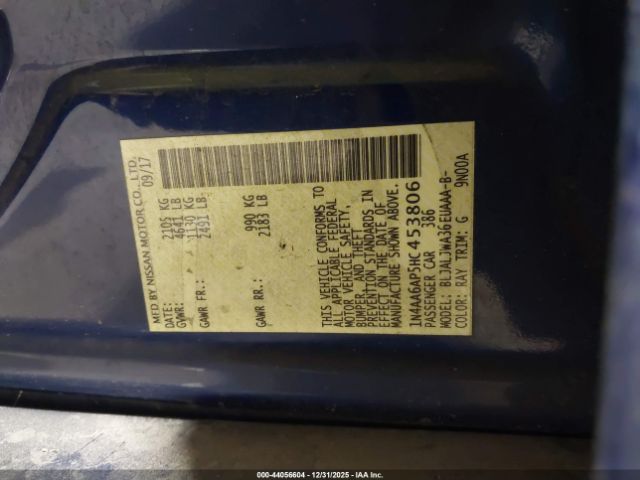 MFD BY NISSAN MOTOR CO.,LTD.
DATE: 09/17
GVWR: 2105 KG
4641 LB
GAWR FR.: 1130 KG
2491 LB
GAWR RR.: 990 KG
2183 LB
THIS VEHICLE CONFORMS TO
ALL APPLICABLE FEDERAL
MOTOR VEHICLE SAFETY,
BUMPER, AND THEFT
PREVENTION STANDARDS IN
EFFECT ON THE DATE OF
MANUFACTURE SHOWN ABOVE.
1N4AA6AP5HC453806
PASSENGER CAR 386
MODEL: BLJALJWA36EUAAA-B-
COLOR: RAY TRIM: G 9N00A
000-44056604 | 12/31/2025 - IAA Inc.